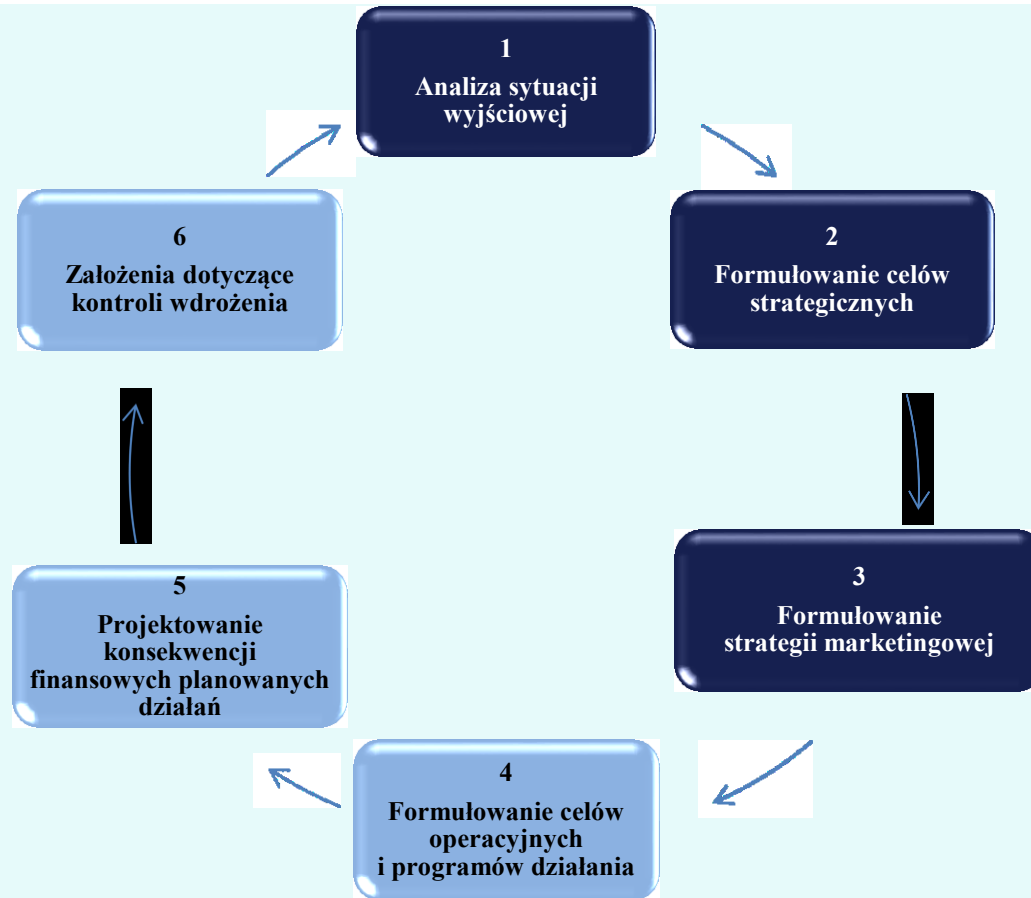 1
Analiza sytuacji
wyjściowej
2
Formułowanie celów
strategicznych
3
Formułowanie
strategii marketingowej
4
Formułowanie celów
operacyjnych
i programów działania
5
Projektowanie
konsekwencji
finansowych planowanych
działań
6
Założenia dotyczące
kontroli wdrożenia